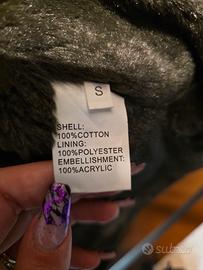 S
SHELL:
100%COTTON
LINING:
100%POLYESTER
EMBELLISHMENT:
100%ACRYLIC
subito